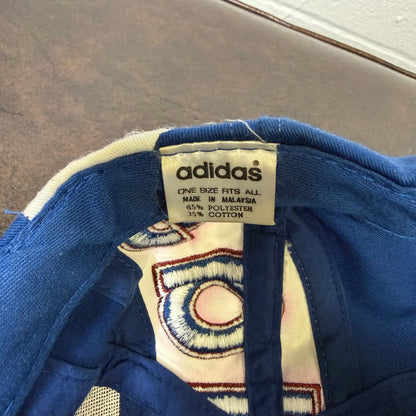 adidas®
ONE SIZE FITS ALL
MADE IN MALAYSIA
65% POLYESTER
35% COTTON